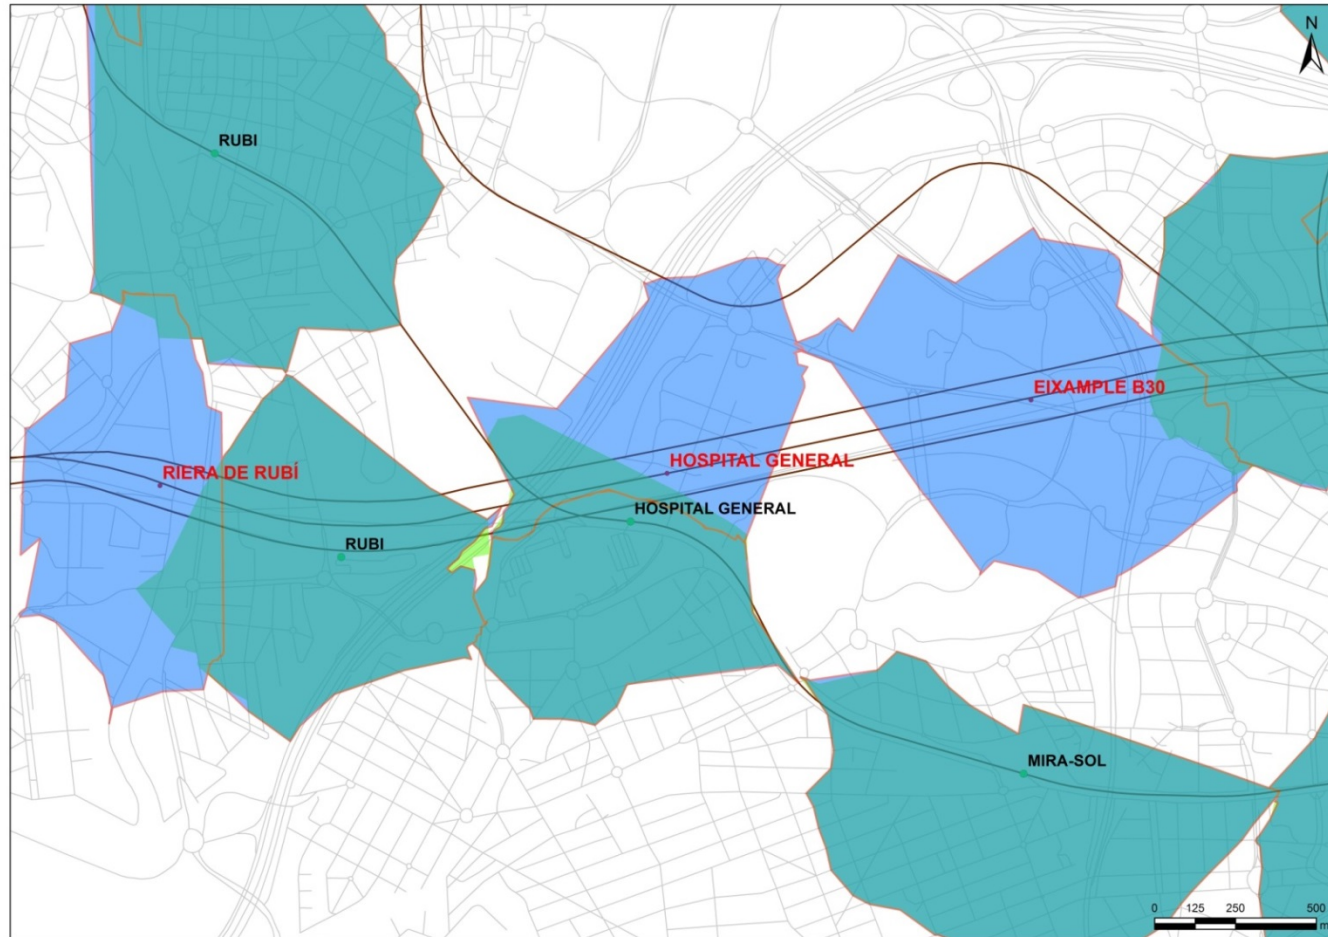 N
RUBI
EIXAMPLE B30
RIERA DE RUBÍ
HOSPITAL GENERAL
HOSPITAL GENERAL
RUBI
MIRA-SOL
0 125 250 500
m